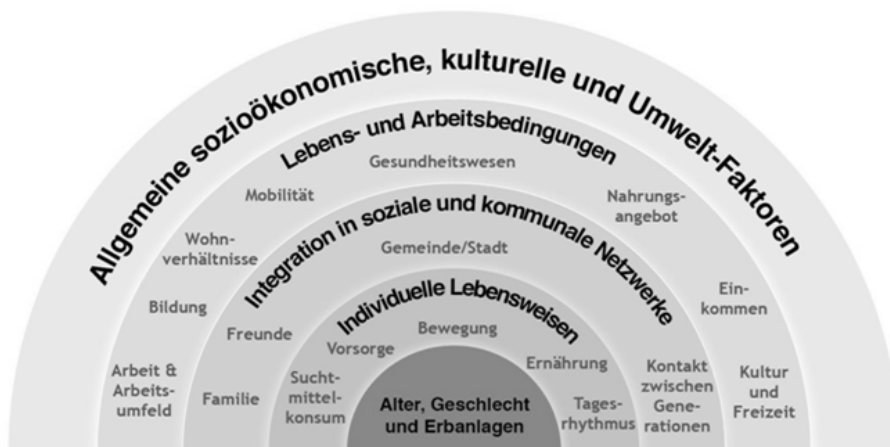 Allgemeine sozioökonomische, kulturelle und Umwelt-Faktoren
Lebens- und Arbeitsbedingungen
Gesundheitswesen
Mobilität
Nahrungs-
angebot
Wohn-
verhältnisse
Bildung
Ein-
kommen
Arbeit &
Arbeits-
umfeld
Kultur
und
Freizeit
Integration in soziale und kommunale Netzwerke
Gemeinde/Stadt
Freunde
Familie
Kontakt
zwischen
Gene-
rationen
Individuelle Lebensweisen
Bewegung
Vorsorge
Ernährung
Sucht-
mittel-
konsum
Tages-
rhythmus
Alter, Geschlecht
und Erbanlagen